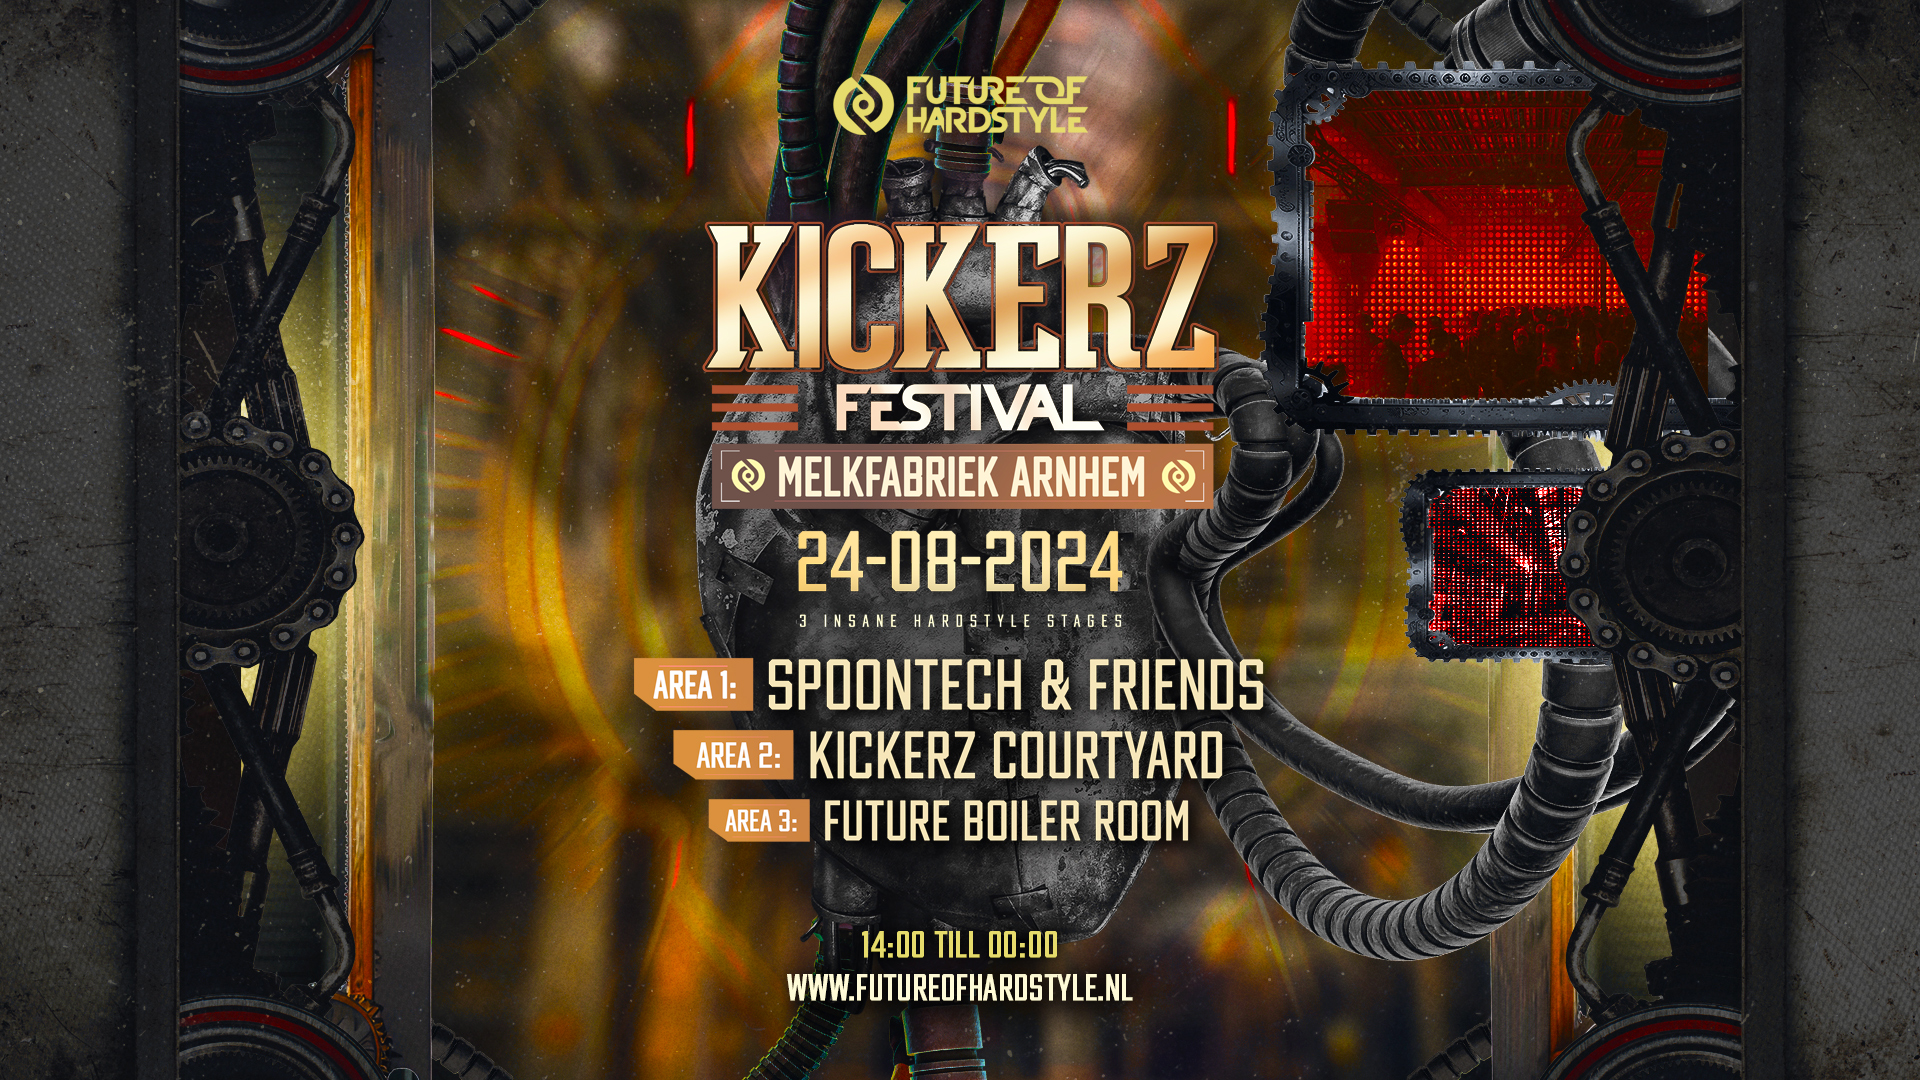 FUTURE OF
HARDSTYLE
KICKERZ
FESTIVAL
MELKFABRIEK ARNHEM
24-08-2024
3 INSANE HARDSTYLE STAGES
AREA 1: SPOONTECH & FRIENDS
AREA 2: KICKERZ COURTYARD
AREA 3: FUTURE BOILER ROOM
14:00 TILL 00:00
WWW.FUTUREOFHARDSTYLE.NL